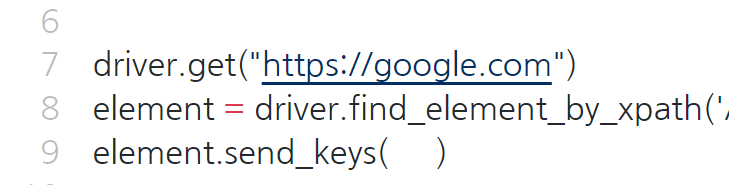 6
7 driver.get("https://google.com")
8 element = driver.find_element_by_xpath('/
9 element.send_keys(    )